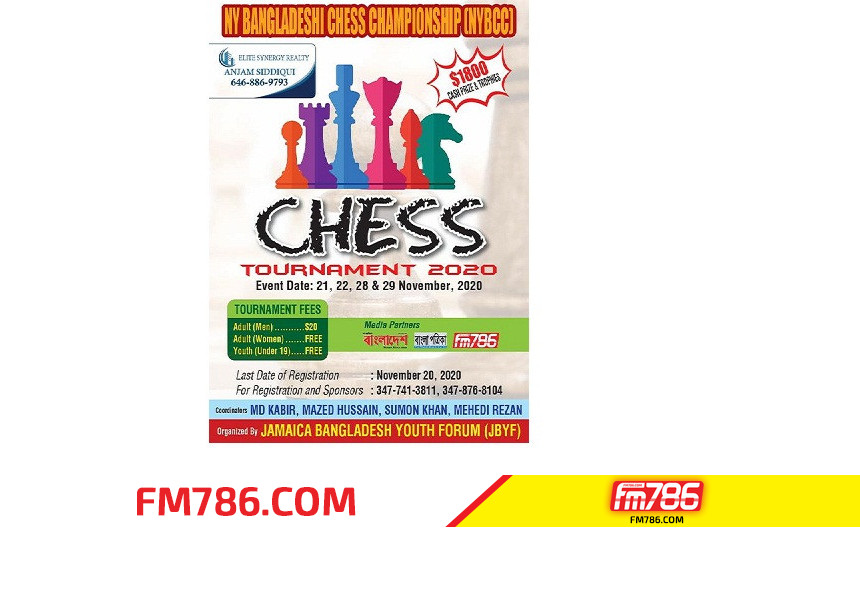 NY BANGLADESHI CHESS CHAMPIONSHIP (NYBCC)
ELITE SYNERGY REALTY
ANJAM SIDDIQUI
646-886-9793
$1800
CASH PRIZE & TROPHIES
CHESS
TOURNAMENT 2020
Event Date: 21, 22, 28 & 29 November, 2020
TOURNAMENT FEES
Adult (Men) ..........$20
Adult (Women) ......FREE
Youth (Under 19).....FREE
Media Partners
বাংলাদেশ বাংলা পত্রিকা fm786
Last Date of Registration : November 20, 2020
For Registration and Sponsors : 347-741-3811, 347-876-8104
Coordinators MD KABIR, MAZED HUSSAIN, SUMON KHAN, MEHEDI REZAN
Organized By JAMAICA BANGLADESH YOUTH FORUM (JBYF)
FM786.COM
fm786
FM786.COM